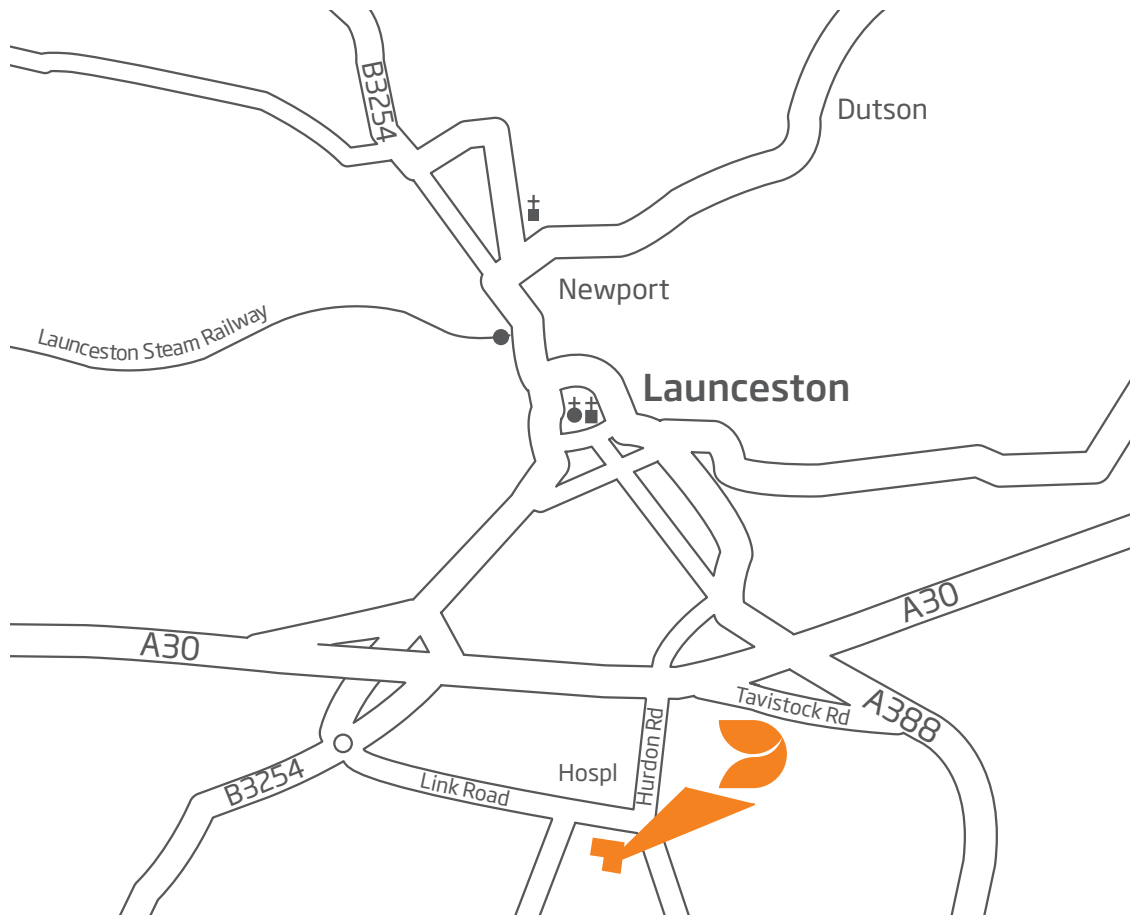 B3254
Dutson
Newport
Launceston Steam Railway
Launceston
A30
A30
Tavistock Rd
A388
Hurdon Rd
Hospl
Link Road
B3254